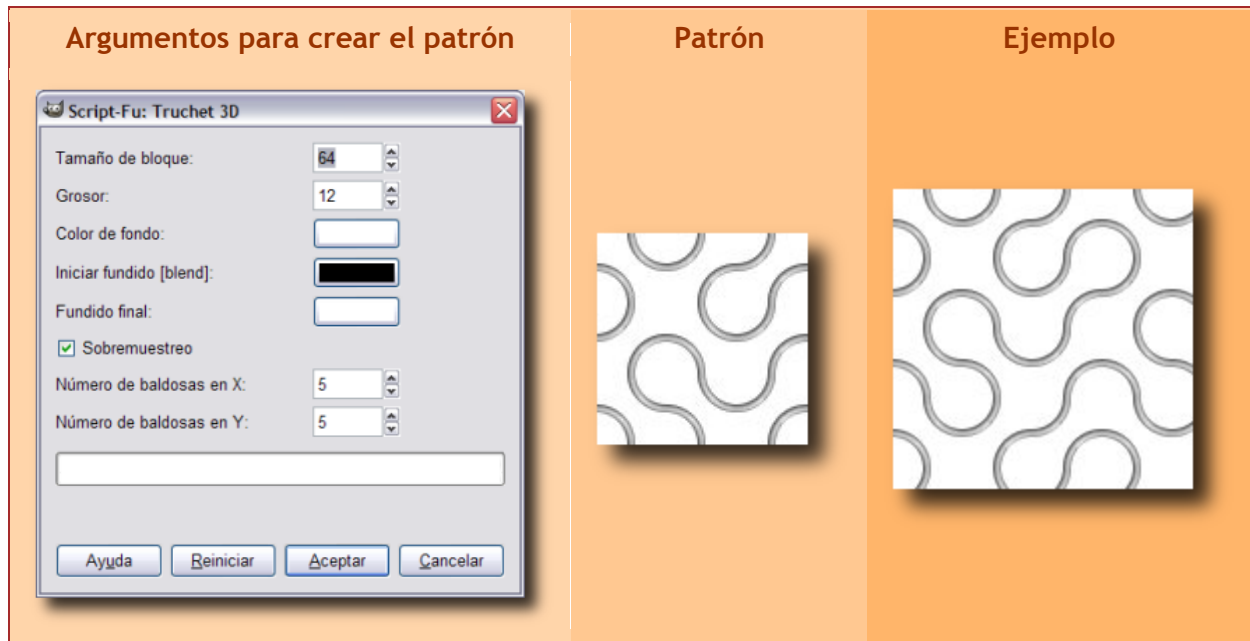 Argumentos para crear el patrón
Patrón
Ejemplo
Script-Fu: Truchet 3D
Tamaño de bloque: 64
Grosor: 12
Color de fondo:
Iniciar fundido [blend]:
Fundido final:
Sobremuestreo
Número de baldosas en X: 5
Número de baldosas en Y: 5
Ayuda Reiniciar Aceptar Cancelar